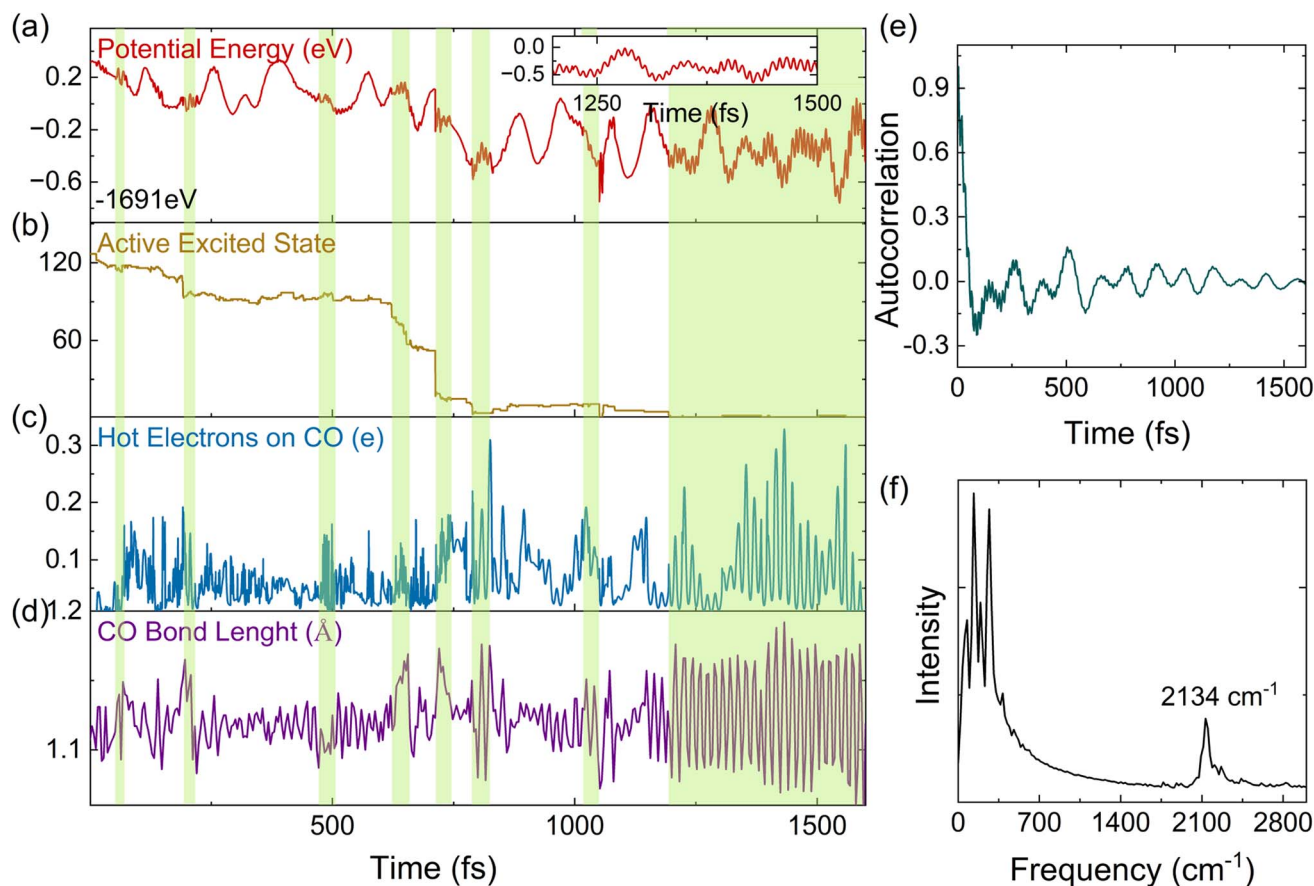 (a)
Potential Energy (eV)
0.2
−0.2
−0.6
-1691eV
0.0
−0.5
1250
1500
Time (fs)
(b)
Active Excited State
120
60
(c)
Hot Electrons on CO (e)
0.3
0.2
0.1
(d)
CO Bond Lenght (Å)
1.2
1.1
500
1000
1500
Time (fs)
(e)
Autocorrelation
0.9
0.6
0.3
0.0
-0.3
0
500
1000
1500
Time (fs)
(f)
Intensity
2134 cm⁻¹
0
700
1400
2100
2800
Frequency (cm⁻¹)